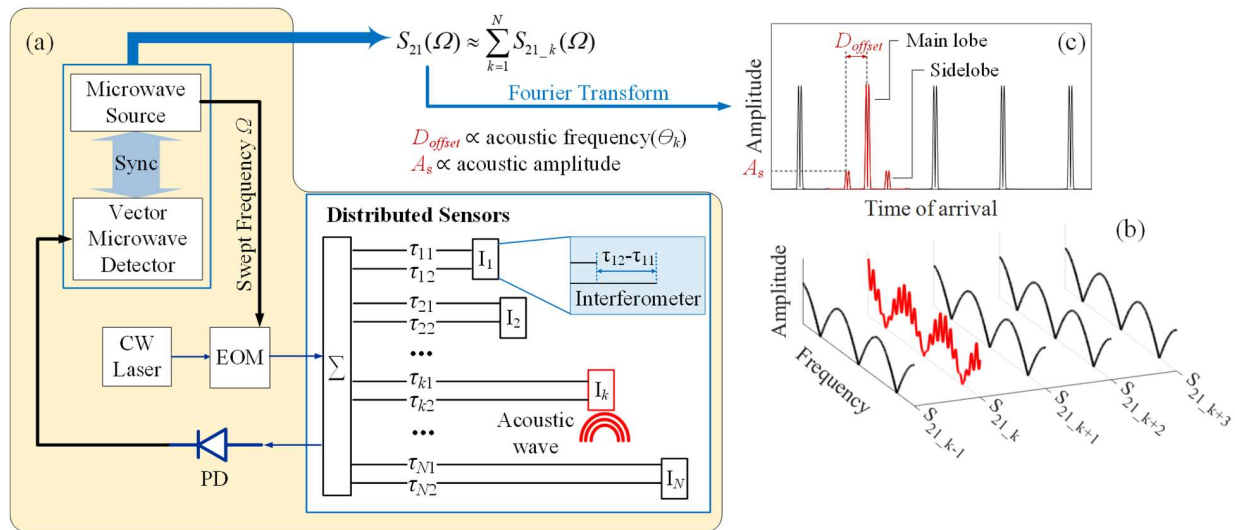 (a)
Microwave
Source
Sync
Vector
Microwave
Detector
Swept Frequency Ω
CW
Laser
EOM
PD
S21(Ω) ≈ ∑ S21_k(Ω)
N
k=1
Fourier Transform
Doffset ∝ acoustic frequency(Θk)
As ∝ acoustic amplitude
Distributed Sensors
∑
τ11
τ12
I1
τ12-τ11
Interferometer
τ21
τ22
I2
•••
τk1
τk2
Ik
Acoustic
wave
•••
τN1
τN2
IN
(c)
Doffset
Main lobe
Sidelobe
Amplitude
As
Time of arrival
(b)
Amplitude
Frequency
S21_k-1
S21_k
S21_k+1
S21_k+2
S21_k+3